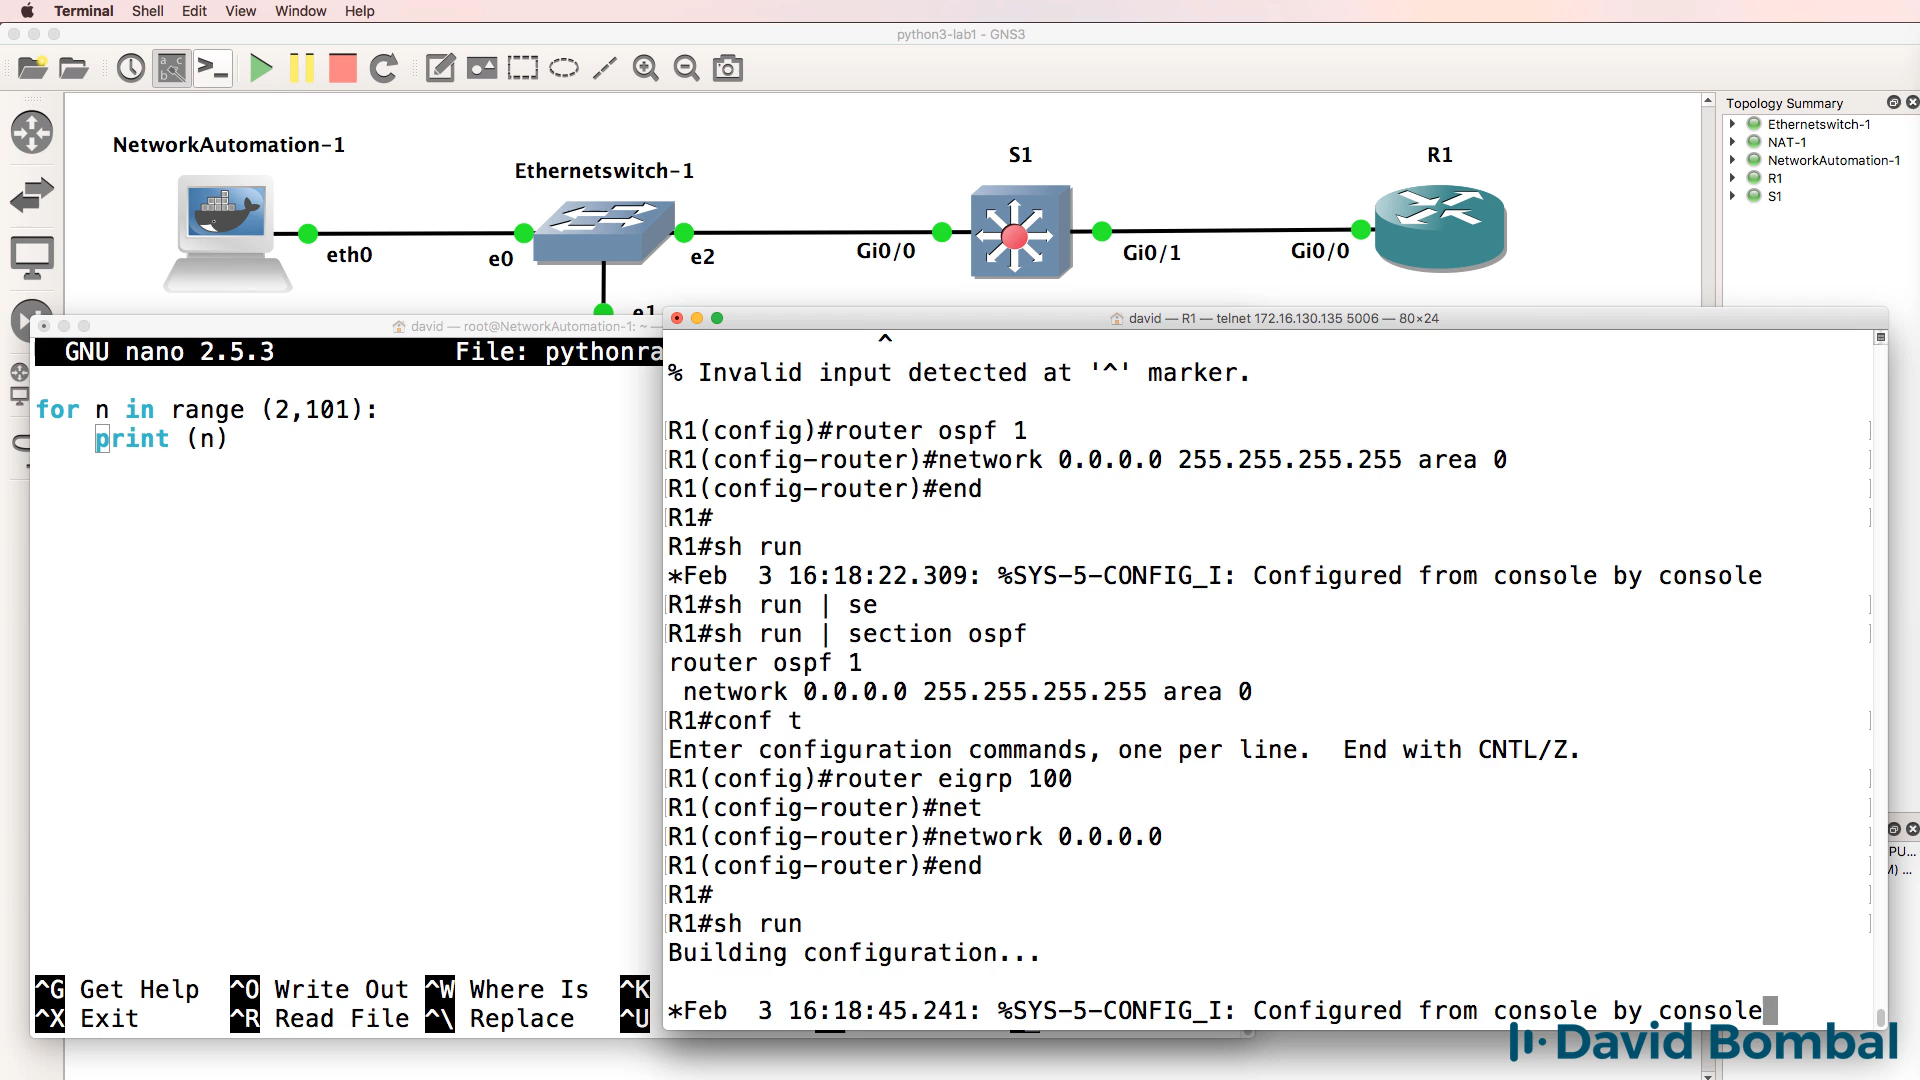 Terminal Shell Edit View Window Help
python3-lab1 - GNS3
Topology Summary
Ethernetswitch-1
NAT-1
NetworkAutomation-1
R1
S1
NetworkAutomation-1
Ethernetswitch-1
S1
R1
eth0
e0
e2
Gi0/0
Gi0/1
Gi0/0
e1
david — root@NetworkAutomation-1: ~ —
GNU nano 2.5.3 File: pythonra
for n in range (2,101):
    print (n)
^G Get Help ^O Write Out ^W Where Is ^K
^X Exit ^R Read File ^\ Replace ^U
david — R1 — telnet 172.16.130.135 5006 — 80×24
^
% Invalid input detected at '^' marker.
R1(config)#router ospf 1
R1(config-router)#network 0.0.0.0 255.255.255.255 area 0
R1(config-router)#end
R1#
R1#sh run
*Feb  3 16:18:22.309: %SYS-5-CONFIG_I: Configured from console by console
R1#sh run | se
R1#sh run | section ospf
router ospf 1
 network 0.0.0.0 255.255.255.255 area 0
R1#conf t
Enter configuration commands, one per line.  End with CNTL/Z.
R1(config)#router eigrp 100
R1(config-router)#net
R1(config-router)#network 0.0.0.0
R1(config-router)#end
R1#
R1#sh run
Building configuration...
*Feb  3 16:18:45.241: %SYS-5-CONFIG_I: Configured from console by console
PU...
David Bombal